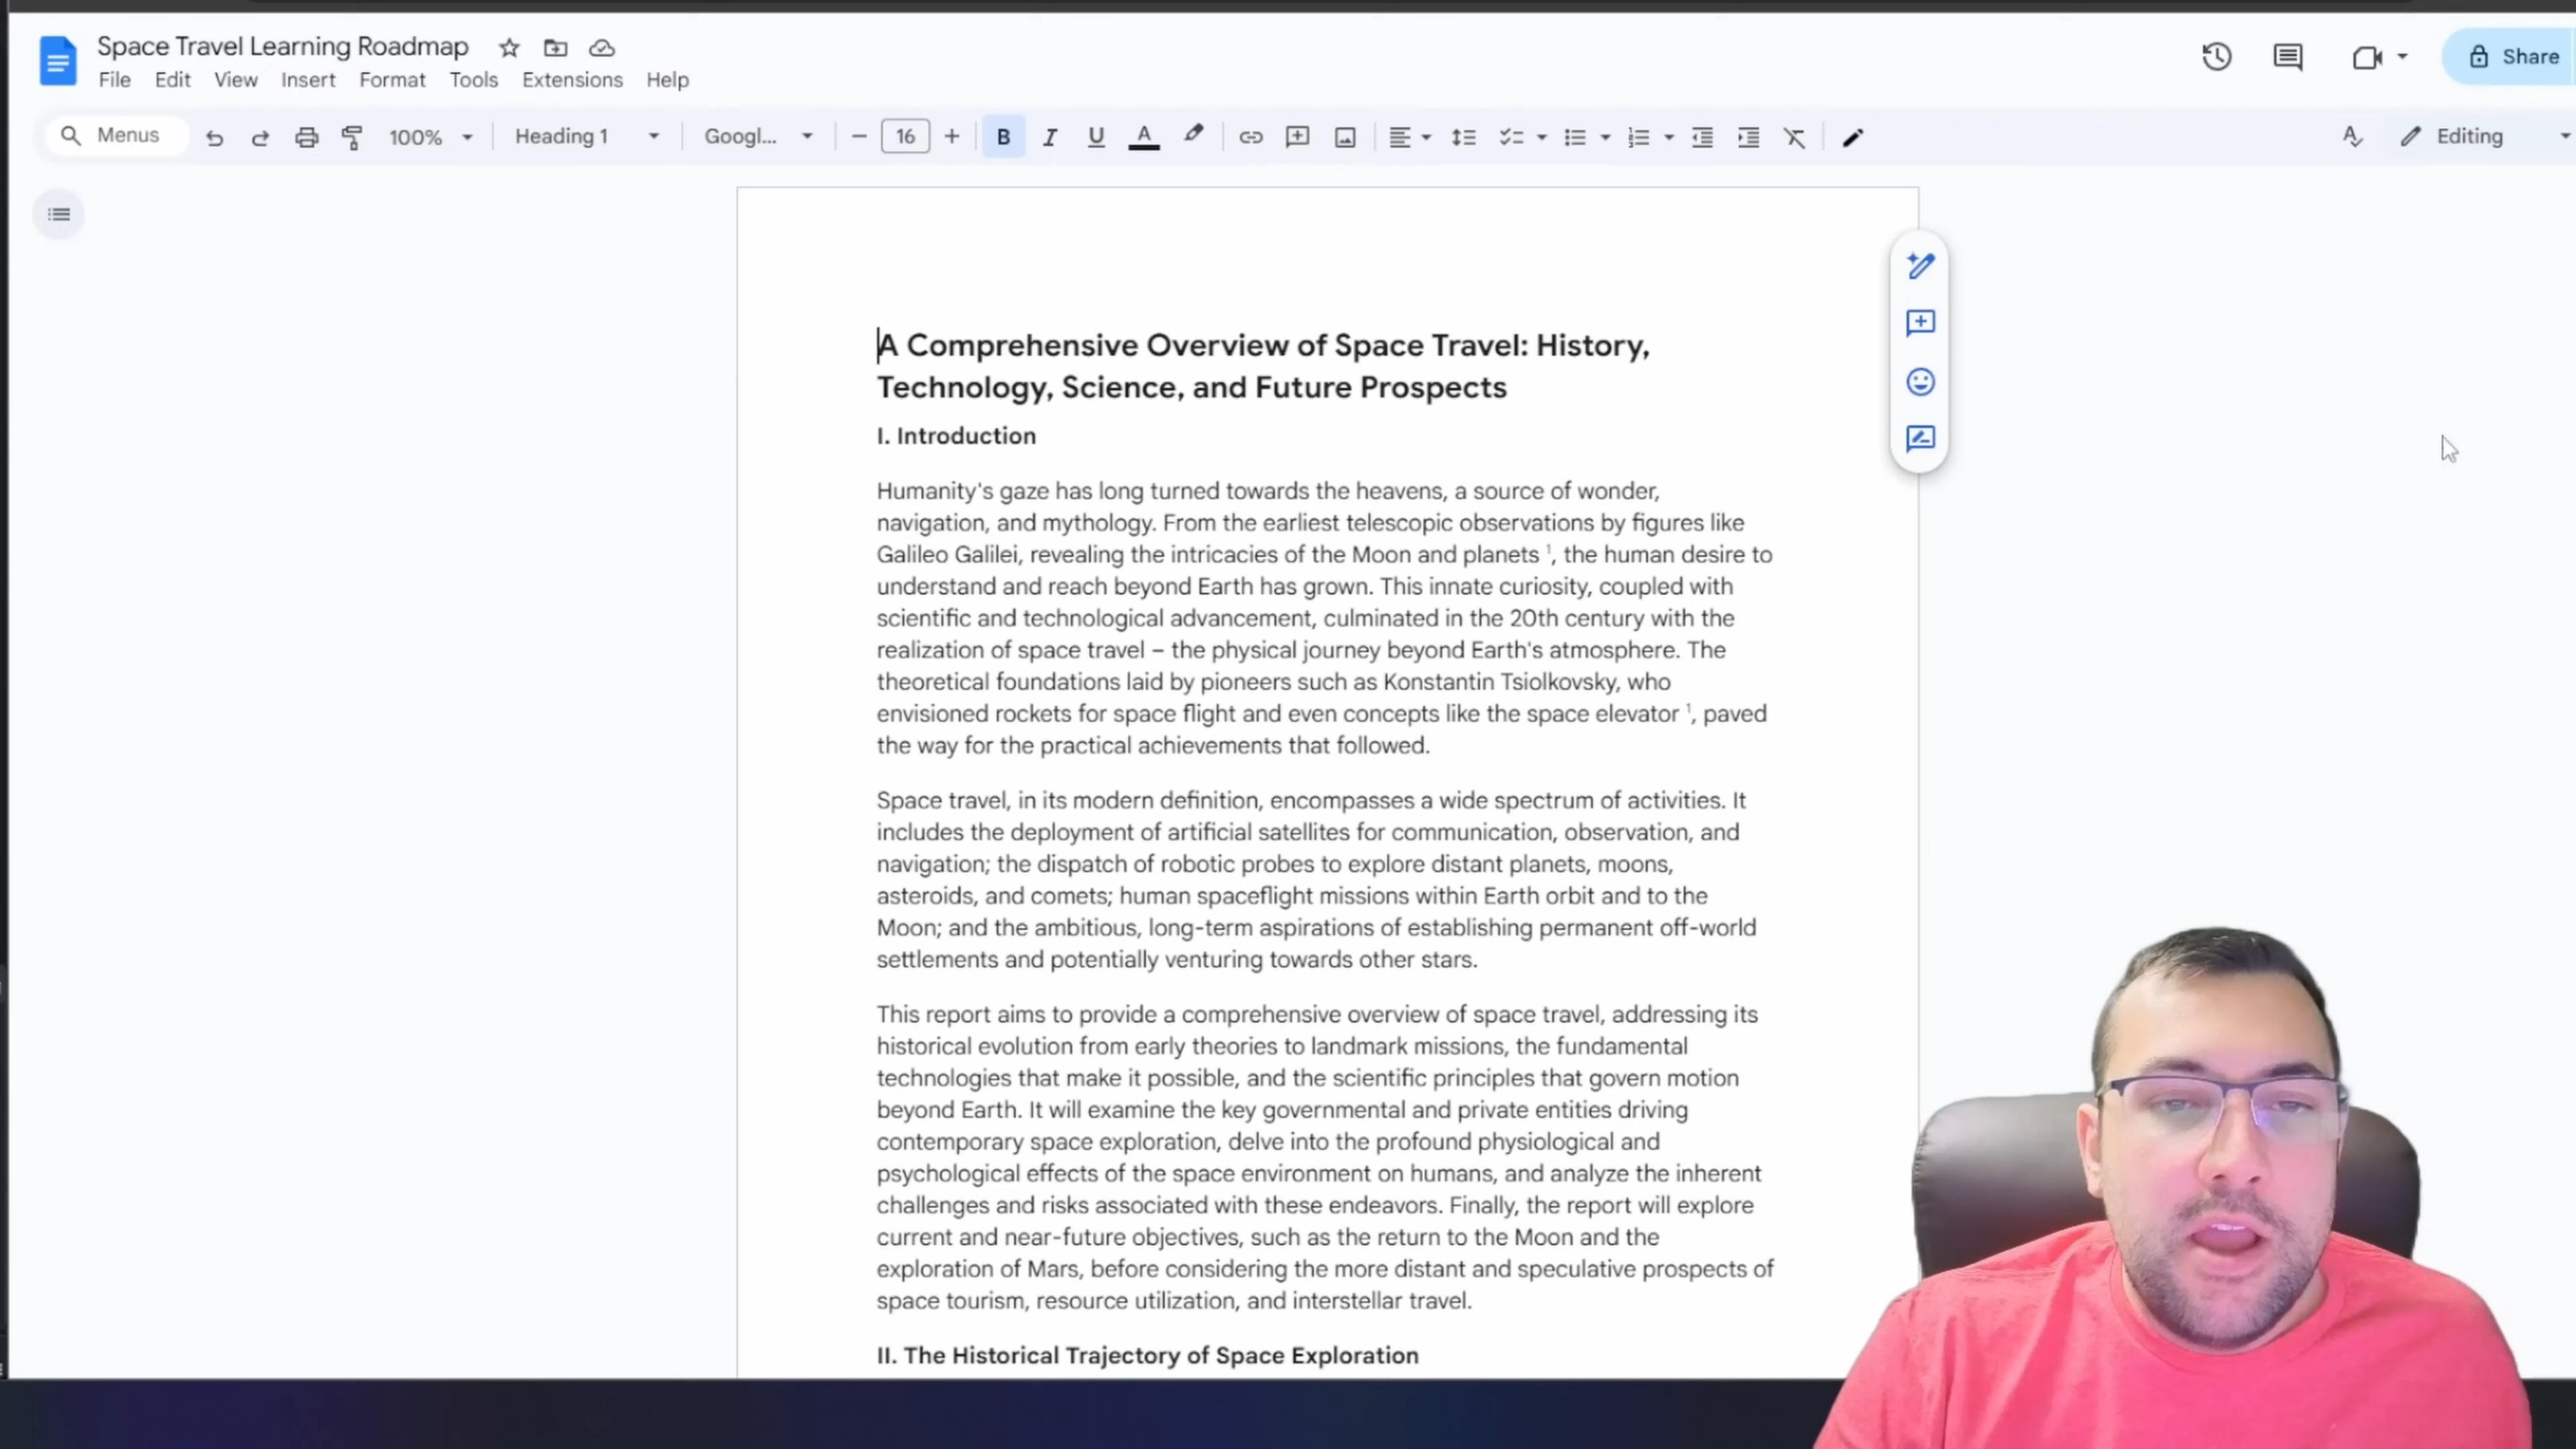 Space Travel Learning Roadmap
File Edit View Insert Format Tools Extensions Help
Share
Menus 100% Heading 1 Googl... 16 B I U A Editing
A Comprehensive Overview of Space Travel: History,
Technology, Science, and Future Prospects
I. Introduction
Humanity's gaze has long turned towards the heavens, a source of wonder,
navigation, and mythology. From the earliest telescopic observations by figures like
Galileo Galilei, revealing the intricacies of the Moon and planets ¹, the human desire to
understand and reach beyond Earth has grown. This innate curiosity, coupled with
scientific and technological advancement, culminated in the 20th century with the
realization of space travel – the physical journey beyond Earth's atmosphere. The
theoretical foundations laid by pioneers such as Konstantin Tsiolkovsky, who
envisioned rockets for space flight and even concepts like the space elevator ¹, paved
the way for the practical achievements that followed.
Space travel, in its modern definition, encompasses a wide spectrum of activities. It
includes the deployment of artificial satellites for communication, observation, and
navigation; the dispatch of robotic probes to explore distant planets, moons,
asteroids, and comets; human spaceflight missions within Earth orbit and to the
Moon; and the ambitious, long-term aspirations of establishing permanent off-world
settlements and potentially venturing towards other stars.
This report aims to provide a comprehensive overview of space travel, addressing its
historical evolution from early theories to landmark missions, the fundamental
technologies that make it possible, and the scientific principles that govern motion
beyond Earth. It will examine the key governmental and private entities driving
contemporary space exploration, delve into the profound physiological and
psychological effects of the space environment on humans, and analyze the inherent
challenges and risks associated with these endeavors. Finally, the report will explore
current and near-future objectives, such as the return to the Moon and the
exploration of Mars, before considering the more distant and speculative prospects of
space tourism, resource utilization, and interstellar travel.
II. The Historical Trajectory of Space Exploration